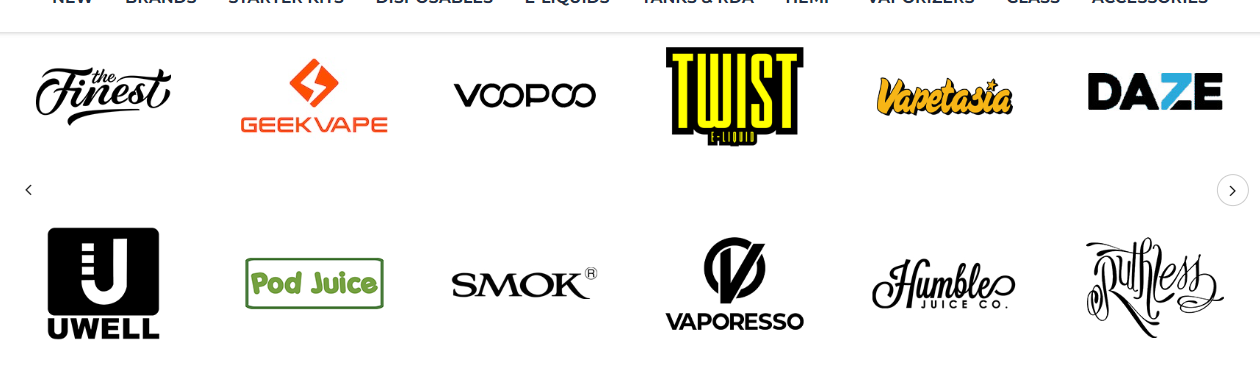 NEW BRANDS STARTER KITS DISPOSABLES E-LIQUIDS TANKS & RDA HEMP VAPORIZERS GLASS ACCESSORIES
the Finest
GEEKVAPE
VOOPOO
TWIST
E-LIQUID
Vapetasia
DAZE
U
UWELL
Pod Juice
SMOK®
V
VAPORESSO
Humble
JUICE CO.
Ruthless